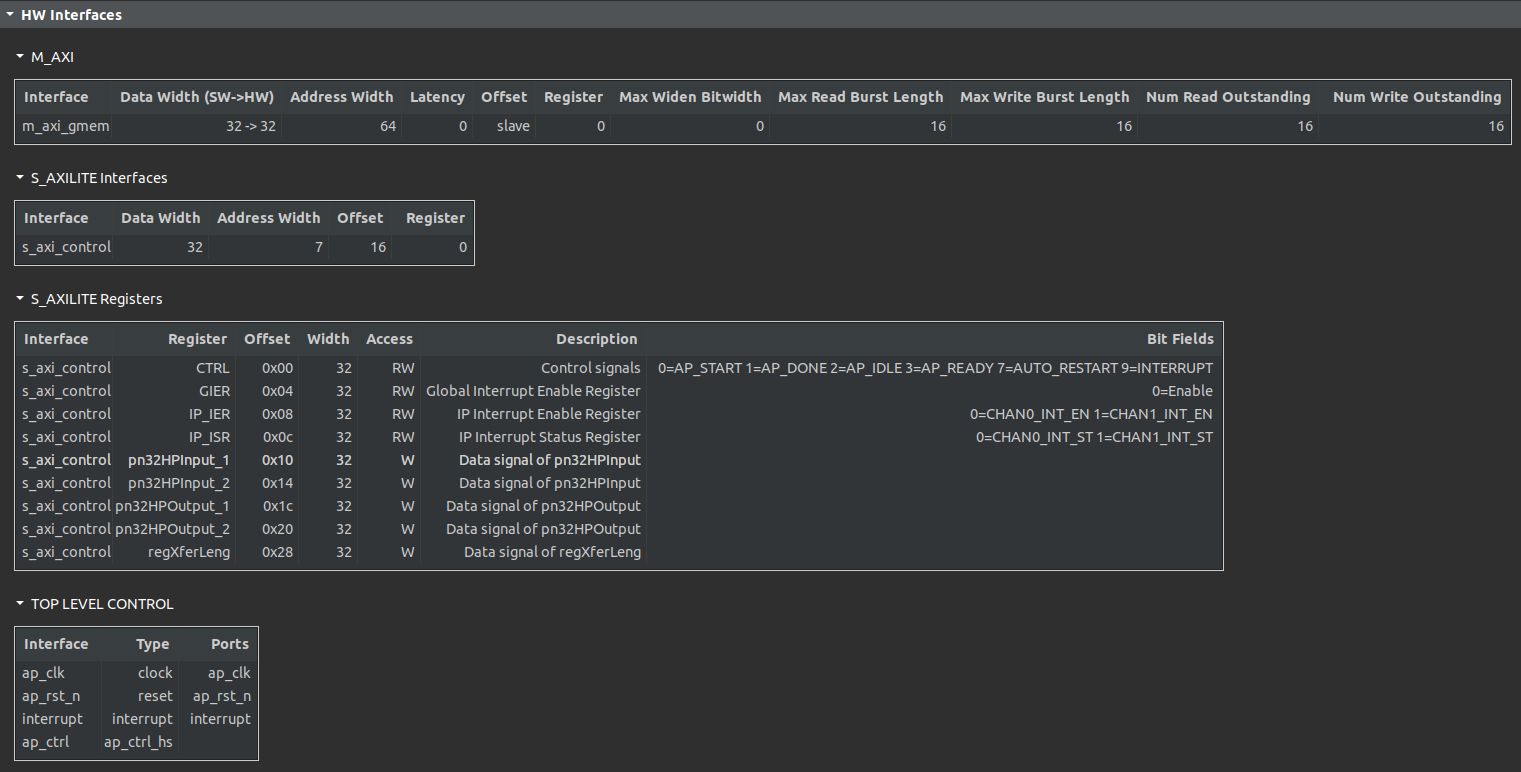 HW Interfaces
M_AXI
Interface Data Width (SW->HW) Address Width Latency Offset Register Max Widen Bitwidth Max Read Burst Length Max Write Burst Length Num Read Outstanding Num Write Outstanding
m_axi_gmem 32 -> 32 64 0 slave 0 0 16 16 16 16
S_AXILITE Interfaces
Interface Data Width Address Width Offset Register
s_axi_control 32 7 16 0
S_AXILITE Registers
Interface Register Offset Width Access Description Bit Fields
s_axi_control CTRL 0x00 32 RW Control signals 0=AP_START 1=AP_DONE 2=AP_IDLE 3=AP_READY 7=AUTO_RESTART 9=INTERRUPT
s_axi_control GIER 0x04 32 RW Global Interrupt Enable Register 0=Enable
s_axi_control IP_IER 0x08 32 RW IP Interrupt Enable Register 0=CHAN0_INT_EN 1=CHAN1_INT_EN
s_axi_control IP_ISR 0x0c 32 RW IP Interrupt Status Register 0=CHAN0_INT_ST 1=CHAN1_INT_ST
s_axi_control pn32HPInput_1 0x10 32 W Data signal of pn32HPInput
s_axi_control pn32HPInput_2 0x14 32 W Data signal of pn32HPInput
s_axi_control pn32HPOutput_1 0x1c 32 W Data signal of pn32HPOutput
s_axi_control pn32HPOutput_2 0x20 32 W Data signal of pn32HPOutput
s_axi_control regXferLeng 0x28 32 W Data signal of regXferLeng
TOP LEVEL CONTROL
Interface Type Ports
ap_clk clock ap_clk
ap_rst_n reset ap_rst_n
interrupt interrupt interrupt
ap_ctrl ap_ctrl_hs